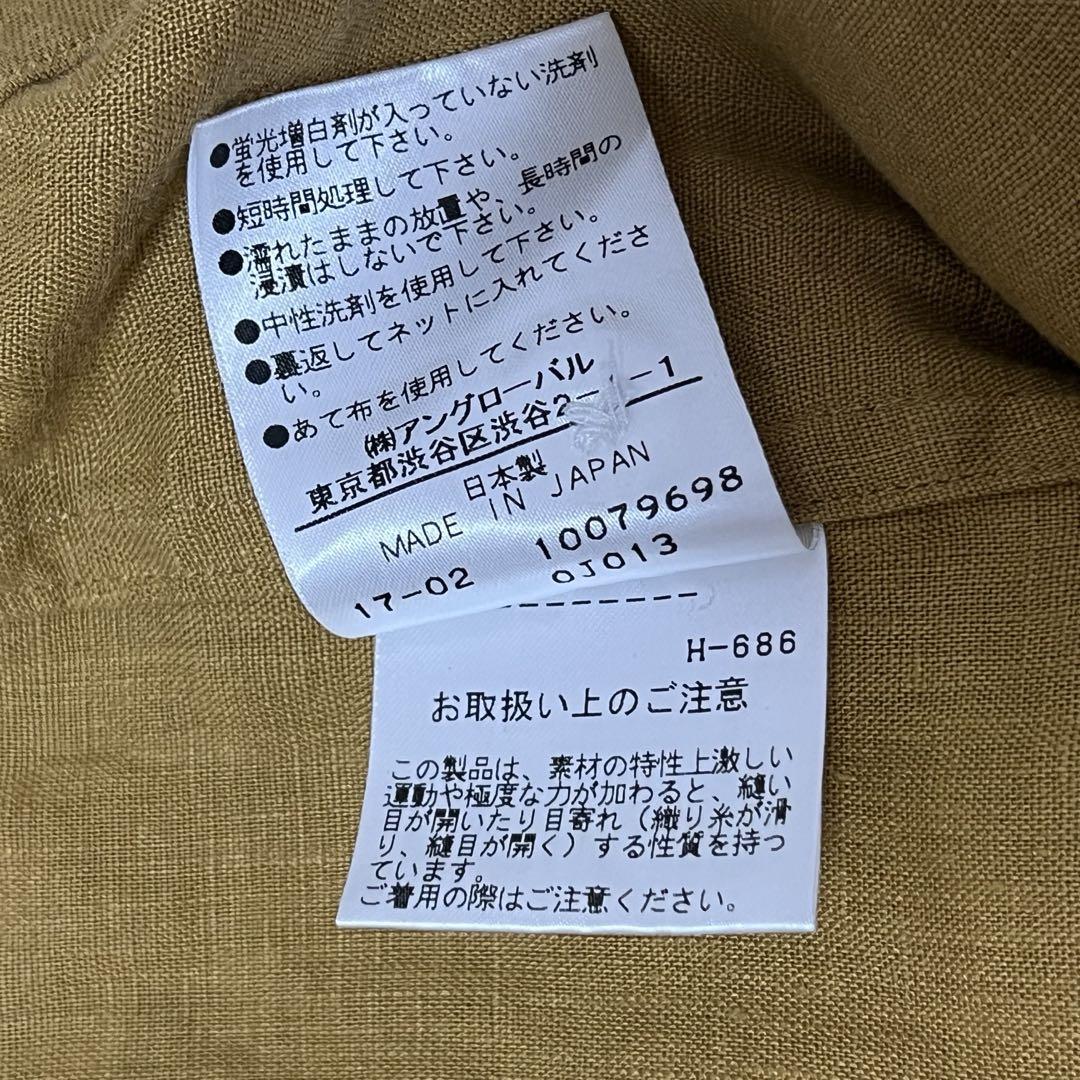 ●蛍光増白剤が入っていない洗剤
を使用して下さい。
●短時間処理して下さい。
●濡れたままの放置や、長時間の
浸漬はしないで下さい。
●中性洗剤を使用して下さい。
●裏返してネットに入れてくださ
い。
●あて布を使用してください。
(株)アングローバル
東京都渋谷区渋谷2-1
日本製
MADE IN JAPAN
10079698
17-02 0J013
---------
H-686
お取扱い上のご注意
この製品は、素材の特性上激しい
運動や極度な力が加わると、縫い
目が開いたり目寄れ(織り糸が滑
り、縫目が開く)する性質を持つ
ています。
ご着用の際はご注意ください。